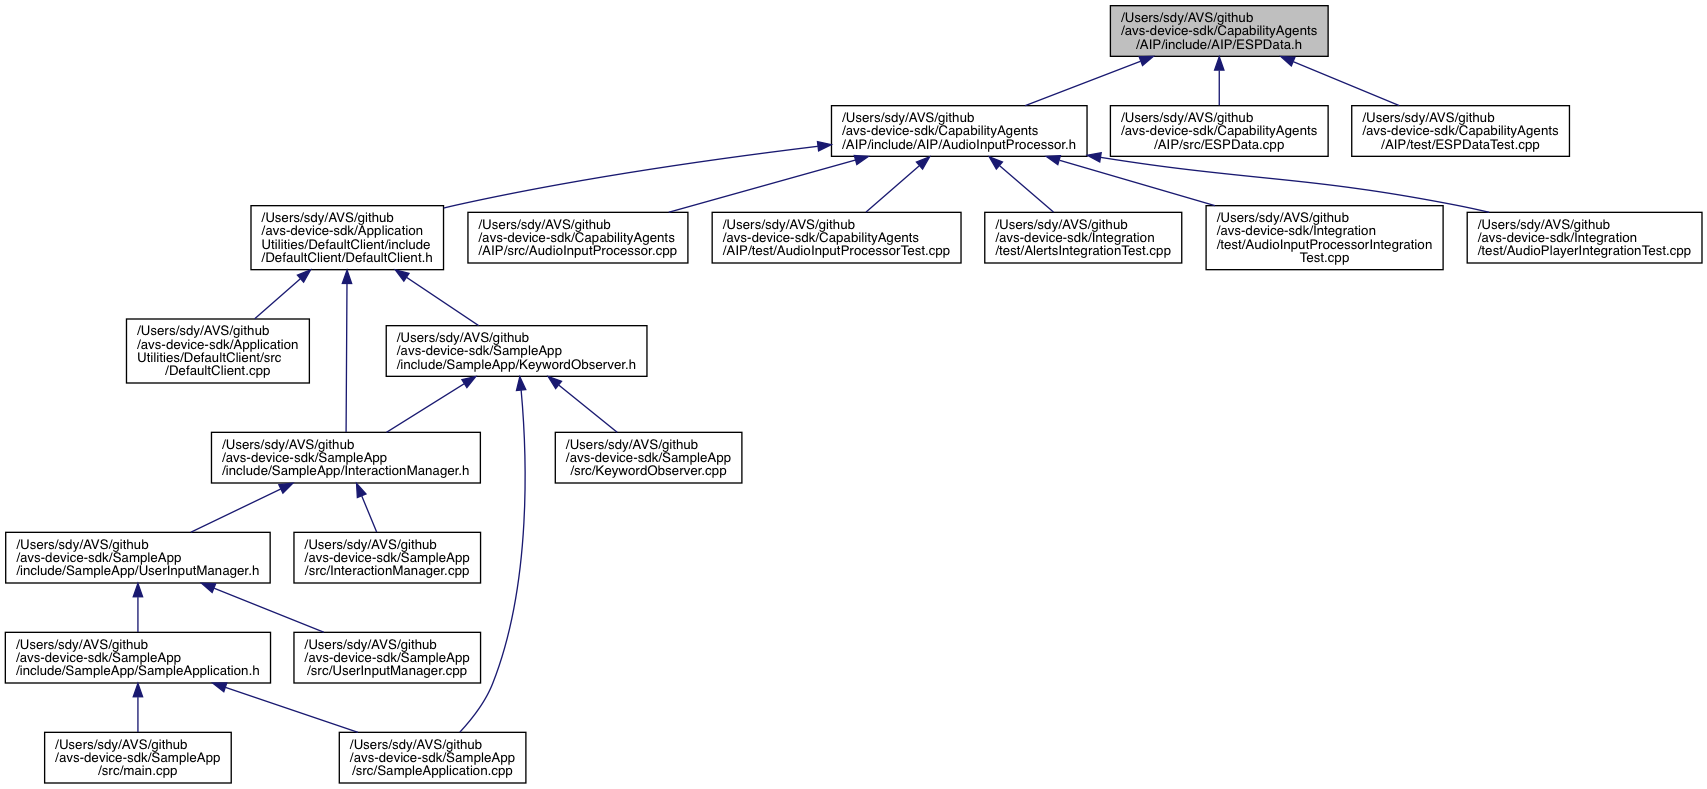 /Users/sdy/AVS/github
/avs-device-sdk/CapabilityAgents
/AIP/include/AIP/ESPData.h
/Users/sdy/AVS/github
/avs-device-sdk/CapabilityAgents
/AIP/include/AIP/AudioInputProcessor.h
/Users/sdy/AVS/github
/avs-device-sdk/CapabilityAgents
/AIP/src/ESPData.cpp
/Users/sdy/AVS/github
/avs-device-sdk/CapabilityAgents
/AIP/test/ESPDataTest.cpp
/Users/sdy/AVS/github
/avs-device-sdk/Application
Utilities/DefaultClient/include
/DefaultClient/DefaultClient.h
/Users/sdy/AVS/github
/avs-device-sdk/CapabilityAgents
/AIP/src/AudioInputProcessor.cpp
/Users/sdy/AVS/github
/avs-device-sdk/CapabilityAgents
/AIP/test/AudioInputProcessorTest.cpp
/Users/sdy/AVS/github
/avs-device-sdk/Integration
/test/AlertsIntegrationTest.cpp
/Users/sdy/AVS/github
/avs-device-sdk/Integration
/test/AudioInputProcessorIntegration
Test.cpp
/Users/sdy/AVS/github
/avs-device-sdk/Integration
/test/AudioPlayerIntegrationTest.cpp
/Users/sdy/AVS/github
/avs-device-sdk/Application
Utilities/DefaultClient/src
/DefaultClient.cpp
/Users/sdy/AVS/github
/avs-device-sdk/SampleApp
/include/SampleApp/KeywordObserver.h
/Users/sdy/AVS/github
/avs-device-sdk/SampleApp
/include/SampleApp/InteractionManager.h
/Users/sdy/AVS/github
/avs-device-sdk/SampleApp
/src/KeywordObserver.cpp
/Users/sdy/AVS/github
/avs-device-sdk/SampleApp
/include/SampleApp/UserInputManager.h
/Users/sdy/AVS/github
/avs-device-sdk/SampleApp
/src/InteractionManager.cpp
/Users/sdy/AVS/github
/avs-device-sdk/SampleApp
/include/SampleApp/SampleApplication.h
/Users/sdy/AVS/github
/avs-device-sdk/SampleApp
/src/UserInputManager.cpp
/Users/sdy/AVS/github
/avs-device-sdk/SampleApp
/src/main.cpp
/Users/sdy/AVS/github
/avs-device-sdk/SampleApp
/src/SampleApplication.cpp